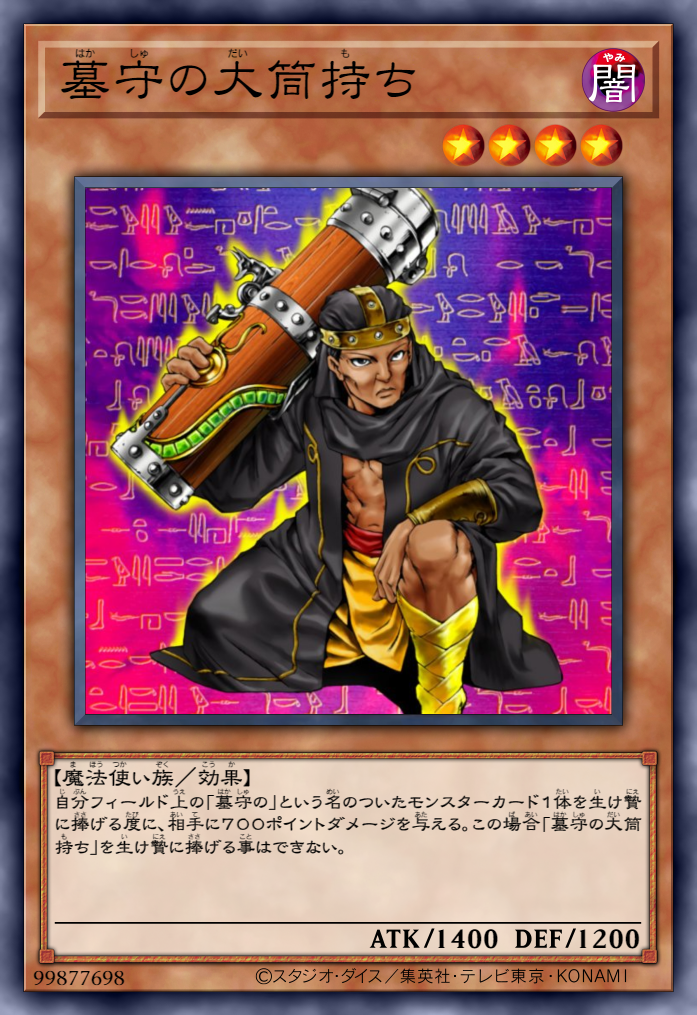 墓守の大筒持ち
闇
【魔法使い族／効果】
自分フィールド上の「墓守の」という名のついたモンスターカード１体を生け贄
に捧げる度に、相手に７００ポイントダメージを与える。この場合「墓守の大筒
持ち」を生け贄に捧げる事はできない。
ATK/1400 DEF/1200
99877698 ©スタジオ・ダイス／集英社・テレビ東京・KONAMI